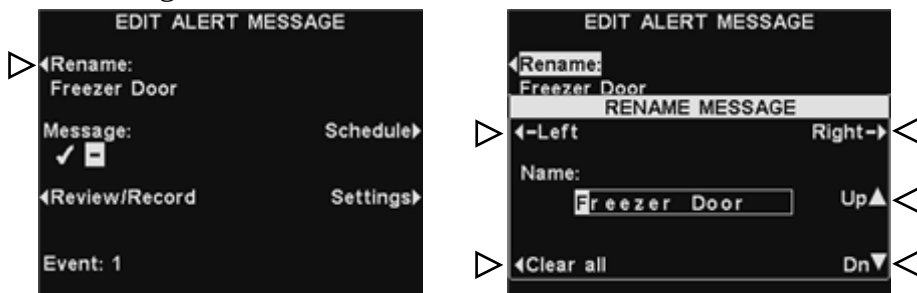 EDIT ALERT MESSAGE
◀Rename:
Freezer Door
Message:
Schedule▶
✓ -
◀Review/Record
Settings▶
Event: 1
EDIT ALERT MESSAGE
◀Rename:
Freezer Door
RENAME MESSAGE
◀-Left
Right-▶
Name:
Freezer Door
Up▲
◀Clear all
Dn▼